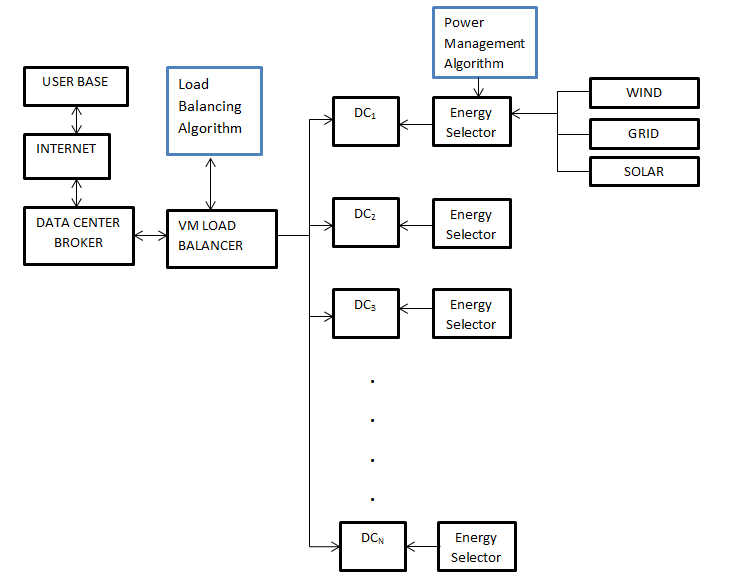 Power
Management
Algorithm
USER BASE
Load
Balancing
Algorithm
INTERNET
DATA CENTER
BROKER
VM LOAD
BALANCER
DC₁
Energy
Selector
WIND
GRID
SOLAR
DC₂
Energy
Selector
DC₃
Energy
Selector
.
.
.
.
DCN
Energy
Selector